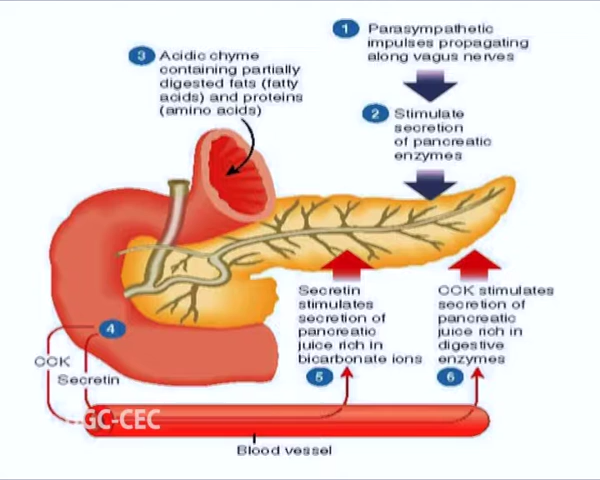 1 Parasympathetic
impulses propagating
along vagus nerves
3 Acidic chyme
containing partially
digested fats (fatty
acids) and proteins
(amino acids)
2 Stimulate
secretion
of pancreatic
enzymes
Secretin
stimulates
secretion of
pancreatic
juice rich in
bicarbonate ions
5
CCK stimulates
secretion of
pancreatic
juice rich in
digestive
enzymes
6
4
CCK
Secretin
GC-CEC
Blood vessel